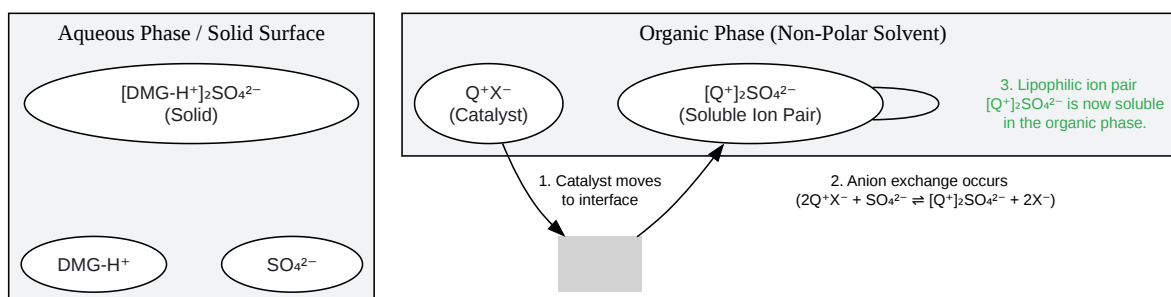 Aqueous Phase / Solid Surface
[DMG-H⁺]₂SO₄²⁻
(Solid)
DMG-H⁺
SO₄²⁻
Organic Phase (Non-Polar Solvent)
Q⁺X⁻
(Catalyst)
[Q⁺]₂SO₄²⁻
(Soluble Ion Pair)
3. Lipophilic ion pair
[Q⁺]₂SO₄²⁻ is now soluble
in the organic phase.
1. Catalyst moves
to interface
2. Anion exchange occurs
(2Q⁺X⁻ + SO₄²⁻ ⇌ [Q⁺]₂SO₄²⁻ + 2X⁻)